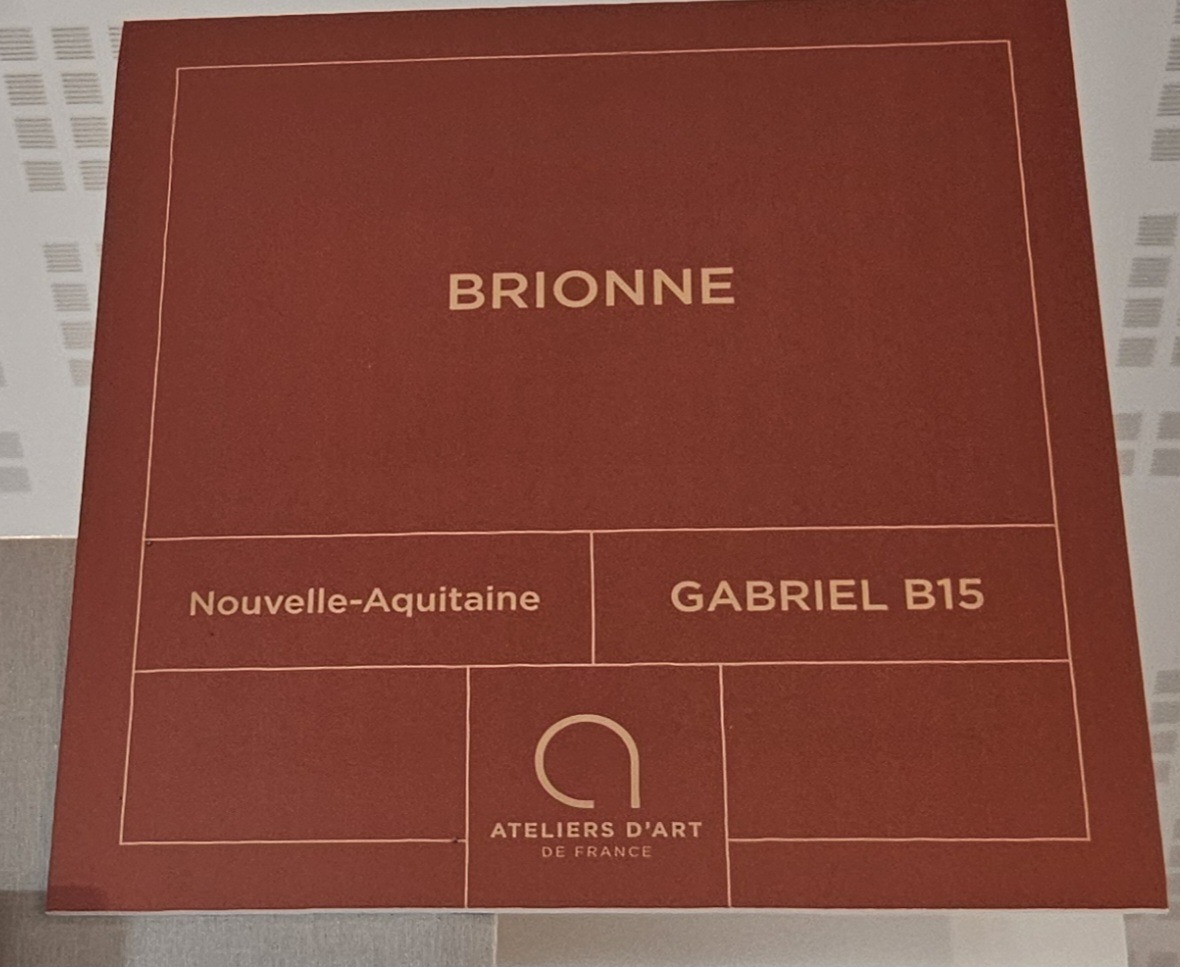 BRIONNE
Nouvelle-Aquitaine
GABRIEL B15
ATELIERS D'ART
DE FRANCE